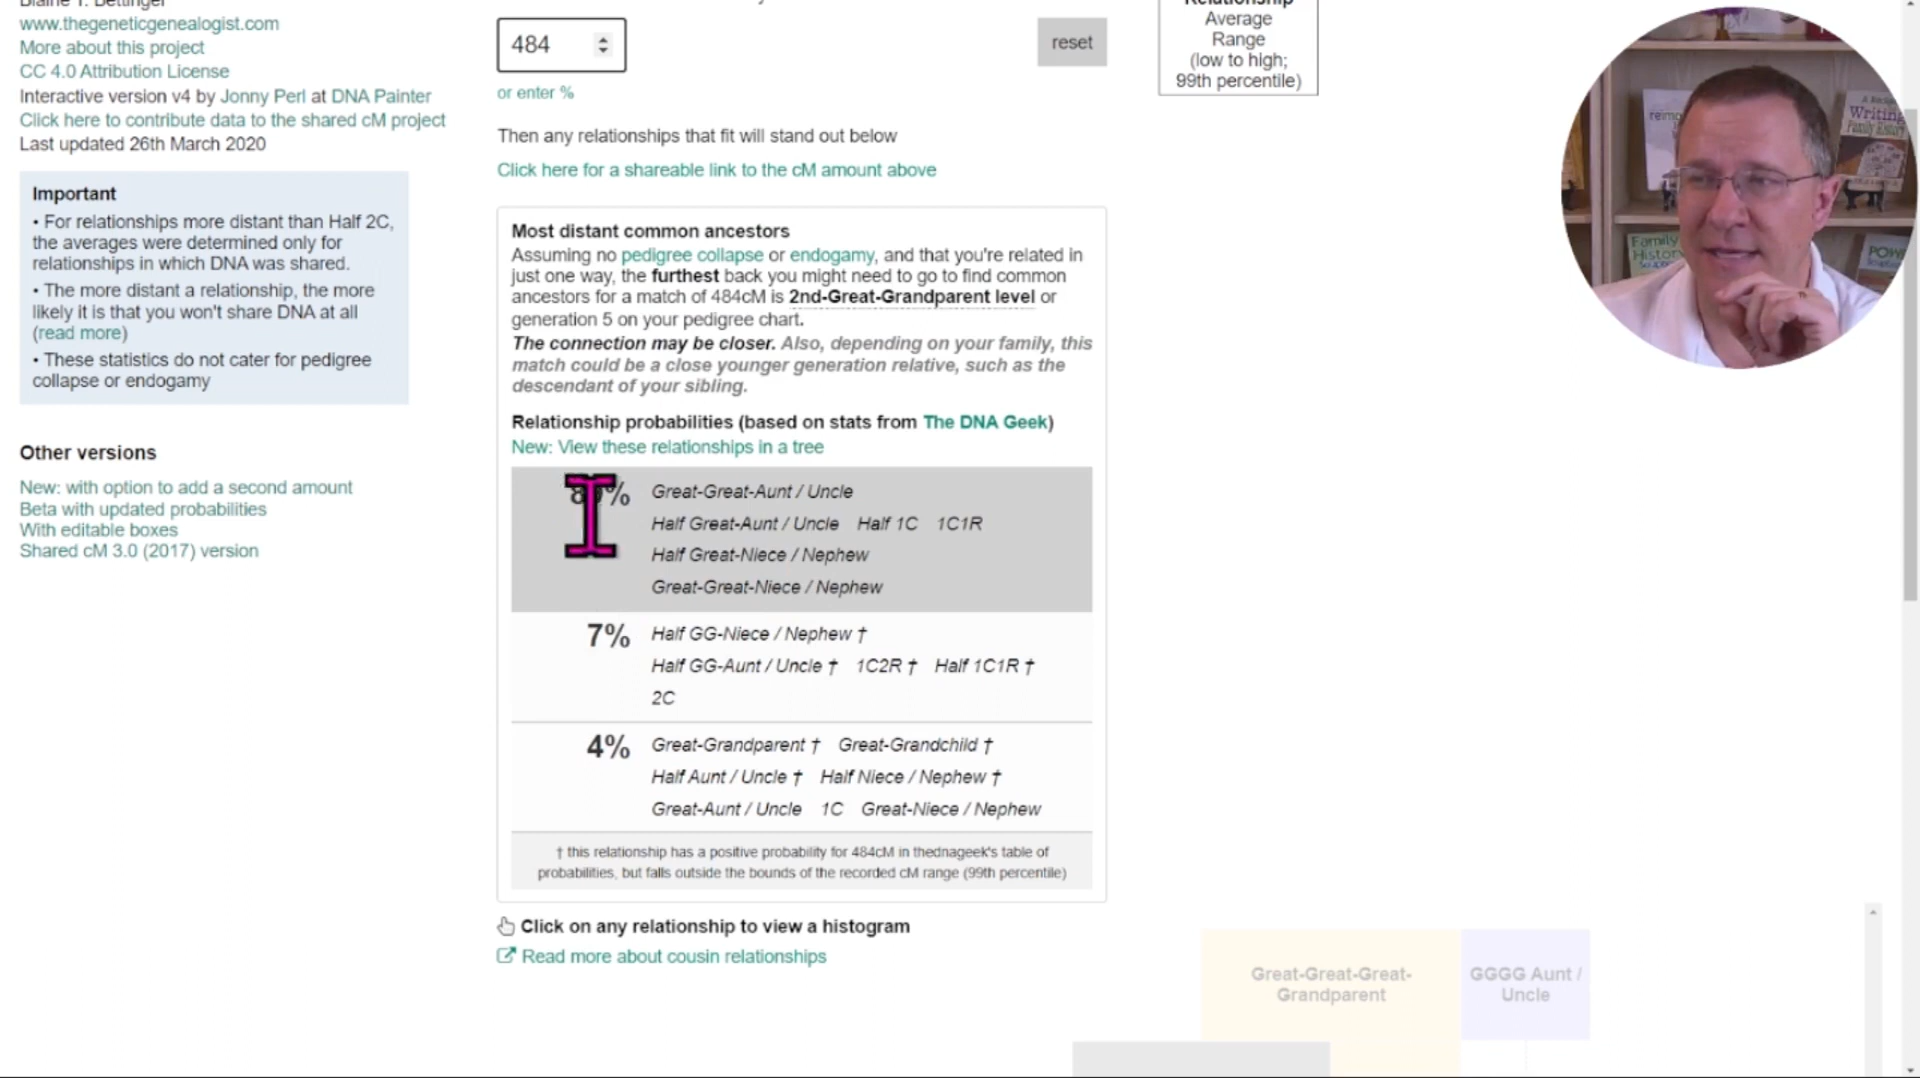 Blaine T. Bettinger
www.thegeneticgenealogist.com
More about this project
CC 4.0 Attribution License
Interactive version v4 by Jonny Perl at DNA Painter
Click here to contribute data to the shared cM project
Last updated 26th March 2020
Important
• For relationships more distant than Half 2C,
the averages were determined only for
relationships in which DNA was shared.
• The more distant a relationship, the more
likely it is that you won't share DNA at all
(read more)
• These statistics do not cater for pedigree
collapse or endogamy
Other versions
New: with option to add a second amount
Beta with updated probabilities
With editable boxes
Shared cM 3.0 (2017) version
484
reset
or enter %
Then any relationships that fit will stand out below
Click here for a shareable link to the cM amount above
Most distant common ancestors
Assuming no pedigree collapse or endogamy, and that you're related in
just one way, the furthest back you might need to go to find common
ancestors for a match of 484cM is 2nd-Great-Grandparent level or
generation 5 on your pedigree chart.
The connection may be closer. Also, depending on your family, this
match could be a close younger generation relative, such as the
descendant of your sibling.
Relationship probabilities (based on stats from The DNA Geek)
New: View these relationships in a tree
% Great-Great-Aunt / Uncle
Half Great-Aunt / Uncle Half 1C 1C1R
Half Great-Niece / Nephew
Great-Great-Niece / Nephew
7% Half GG-Niece / Nephew †
Half GG-Aunt / Uncle † 1C2R † Half 1C1R †
2C
4% Great-Grandparent † Great-Grandchild †
Half Aunt / Uncle † Half Niece / Nephew †
Great-Aunt / Uncle 1C Great-Niece / Nephew
† this relationship has a positive probability for 484cM in thednageek's table of
probabilities, but falls outside the bounds of the recorded cM range (99th percentile)
Click on any relationship to view a histogram
Read more about cousin relationships
Relationship
Average
Range
(low to high;
99th percentile)
Writing
Family History
Family
History
Great-Great-Great-
Grandparent
GGGG Aunt /
Uncle